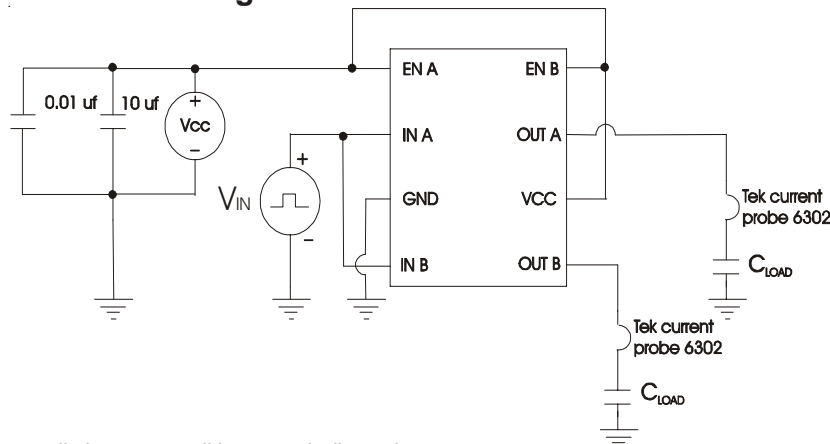 0.01 uf
10 uf
+
Vcc
−
VIN
+
−
EN A
EN B
IN A
OUT A
GND
VCC
IN B
OUT B
Tek current
probe 6302
CLOAD
Tek current
probe 6302
CLOAD